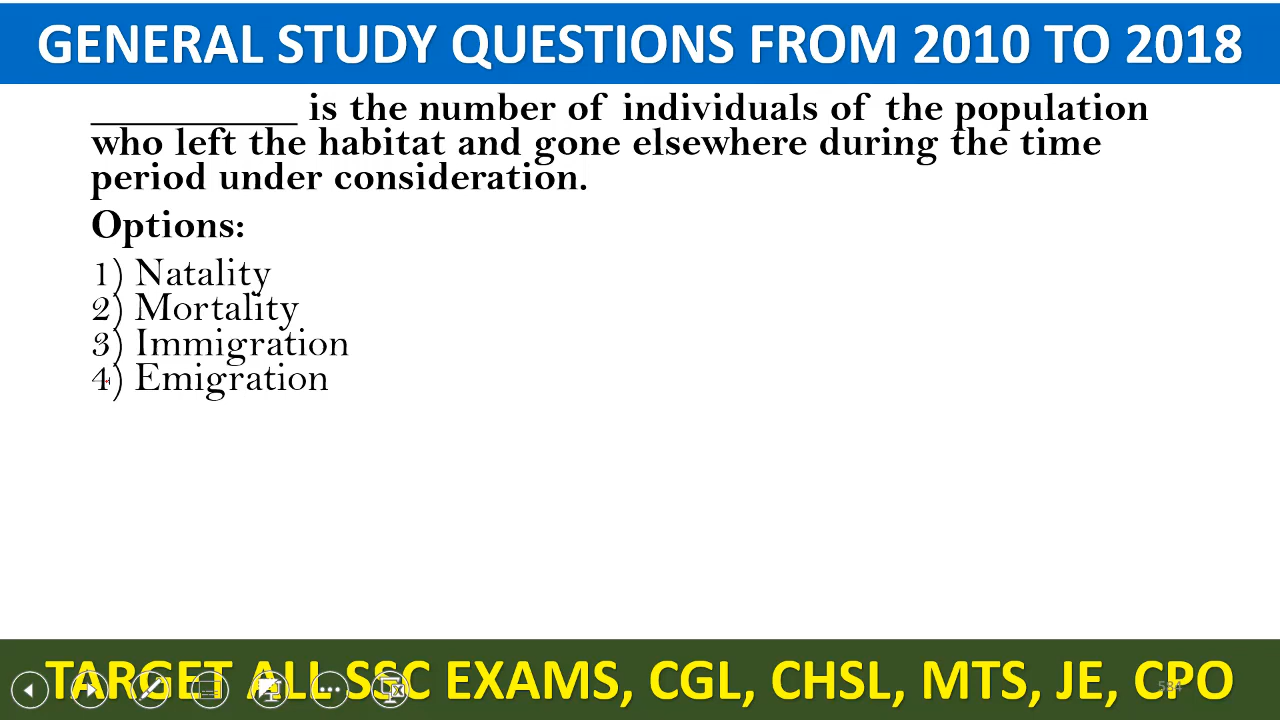 GENERAL STUDY QUESTIONS FROM 2010 TO 2018
__________ is the number of individuals of the population
who left the habitat and gone elsewhere during the time
period under consideration.
Options:
1) Natality
2) Mortality
3) Immigration
4) Emigration
TARGET ALL SSC EXAMS, CGL, CHSL, MTS, JE, CPO
584